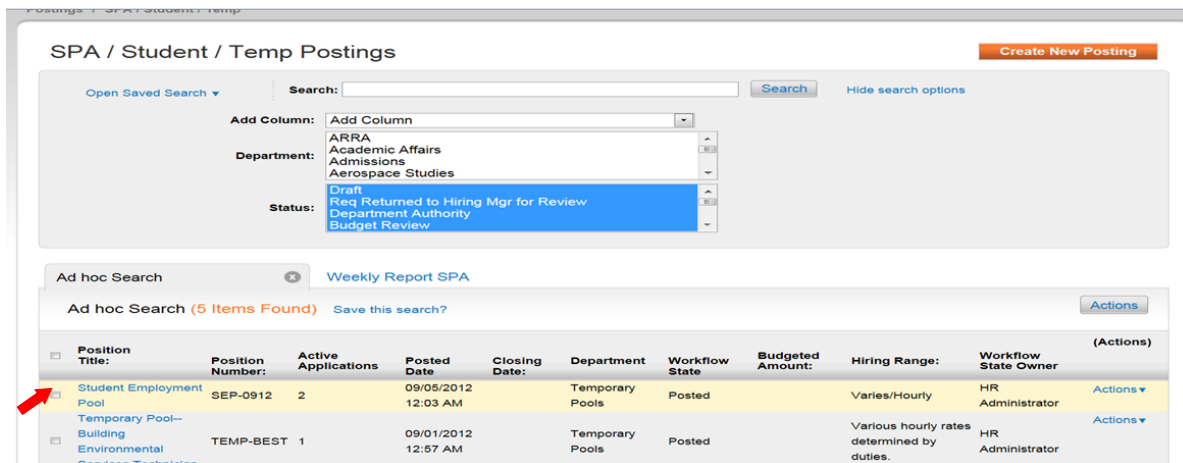 Postings / SPA / Student / Temp
SPA / Student / Temp Postings
Create New Posting
Open Saved Search ▾
Search:
Search
Hide search options
Add Column:
Add Column
Department:
ARRA
Academic Affairs
Admissions
Aerospace Studies
Status:
Draft
Req Returned to Hiring Mgr for Review
Department Authority
Budget Review
Ad hoc Search
Weekly Report SPA
Ad hoc Search (5 Items Found) Save this search?
Actions
Position Title:
Position Number:
Active Applications
Posted Date
Closing Date:
Department
Workflow State
Budgeted Amount:
Hiring Range:
Workflow State Owner
(Actions)
Student Employment Pool
SEP-0912
2
09/05/2012 12:03 AM
Temporary Pools
Posted
Varies/Hourly
HR Administrator
Actions ▾
Temporary Pool-- Building Environmental Services Technician
TEMP-BEST
1
09/01/2012 12:57 AM
Temporary Pools
Posted
Various hourly rates determined by duties.
HR Administrator
Actions ▾